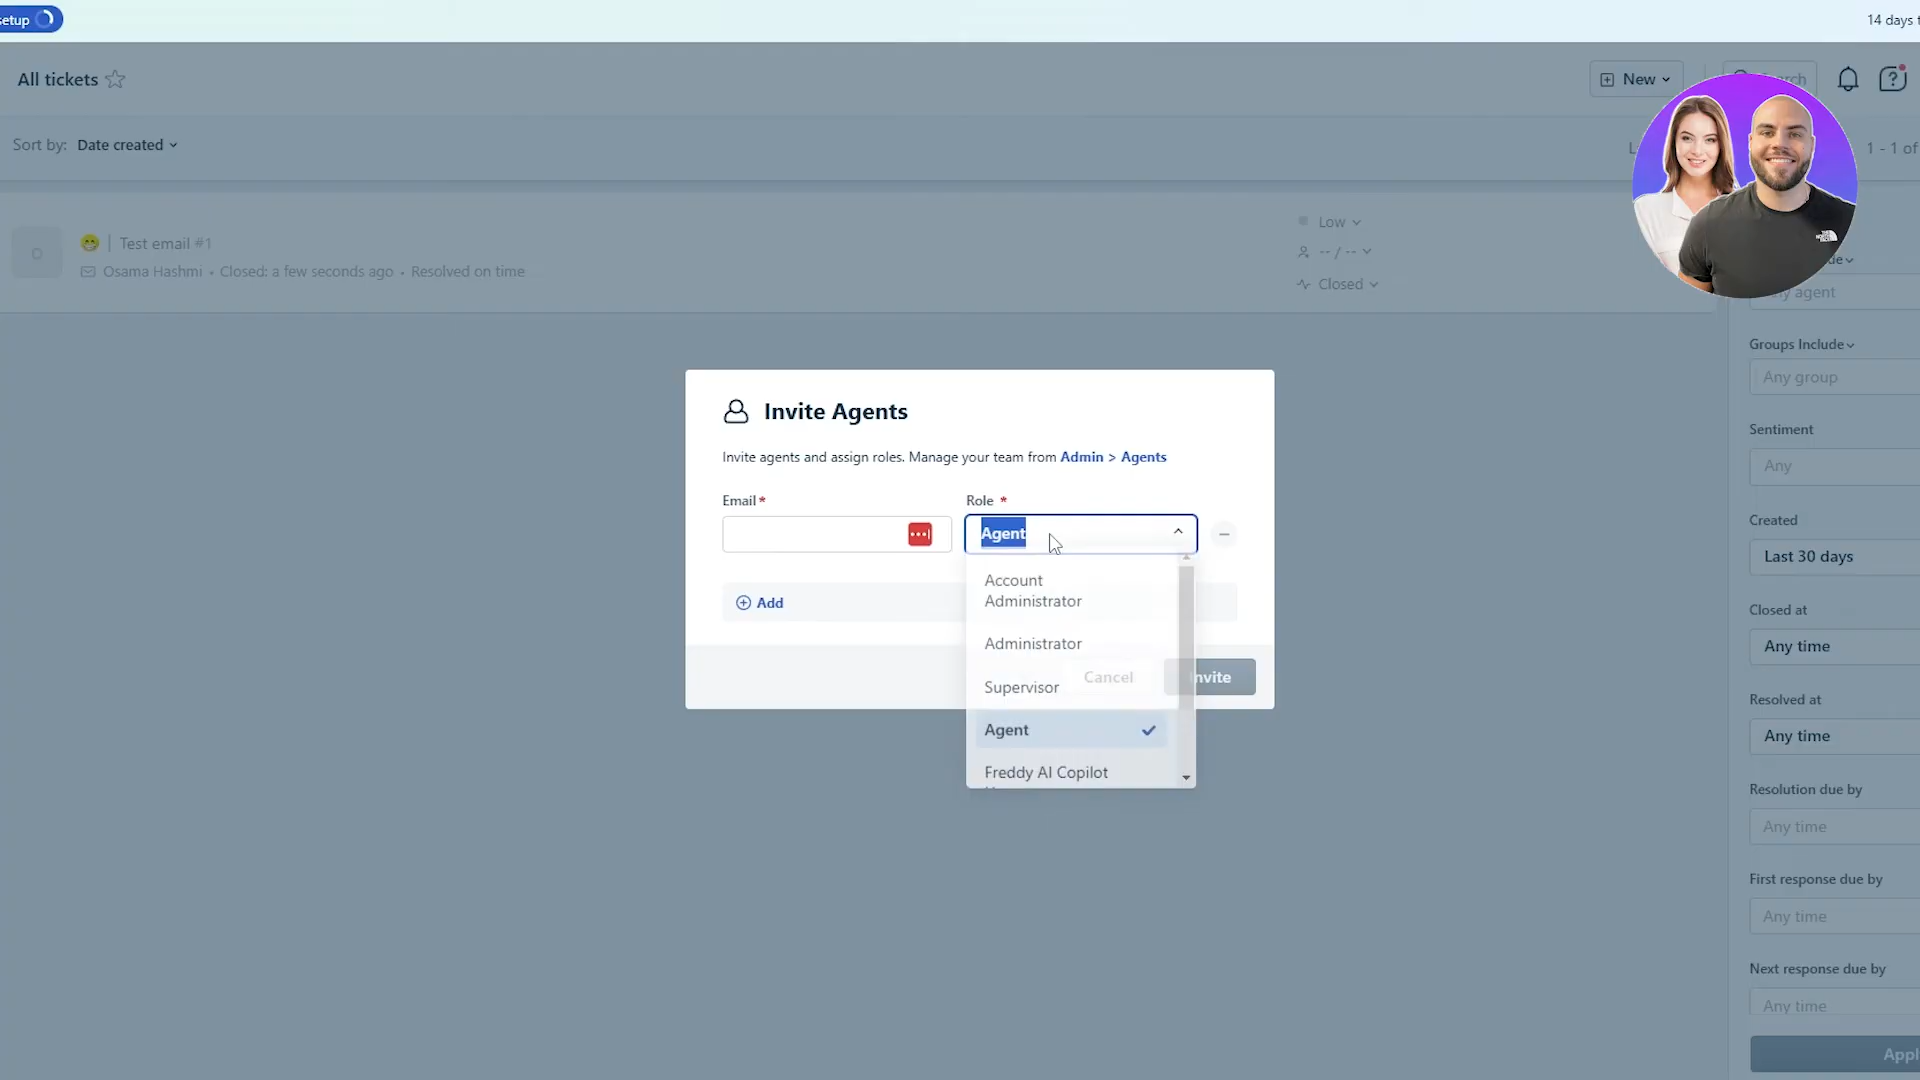 setup
14 days
All tickets
New
Sort by: Date created
1 - 1 of
Test email #1
Osama Hashmi • Closed: a few seconds ago • Resolved on time
Low
-- / --
Closed
agent
Groups Include
Any group
Sentiment
Any
Created
Last 30 days
Closed at
Any time
Resolved at
Any time
Resolution due by
Any time
First response due by
Any time
Next response due by
Any time
Invite Agents
Invite agents and assign roles. Manage your team from Admin > Agents
Email*
Role *
Agent
Add
Account
Administrator
Administrator
Supervisor
Agent
Freddy AI Copilot
Cancel
Invite